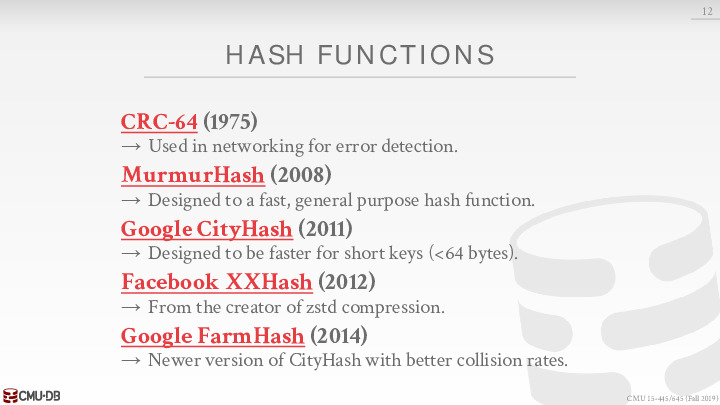 12
HASH FUNCTIONS
CRC-64 (1975)
→ Used in networking for error detection.
MurmurHash (2008)
→ Designed to a fast, general purpose hash function.
Google CityHash (2011)
→ Designed to be faster for short keys (<64 bytes).
Facebook XXHash (2012)
→ From the creator of zstd compression.
Google FarmHash (2014)
→ Newer version of CityHash with better collision rates.
CMU·DB
CMU 15-445/645 (Fall 2019)